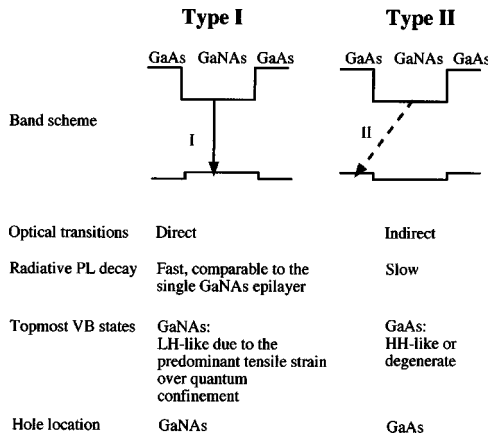 Type I Type II
GaAs GaNAs GaAs GaAs GaNAs GaAs
Band scheme
I
II
Optical transitions Direct Indirect
Radiative PL decay Fast, comparable to the Slow
single GaNAs epilayer
Topmost VB states GaNAs: GaAs:
LH-like due to the HH-like or
predominant tensile strain degenerate
over quantum
confinement
Hole location GaNAs GaAs